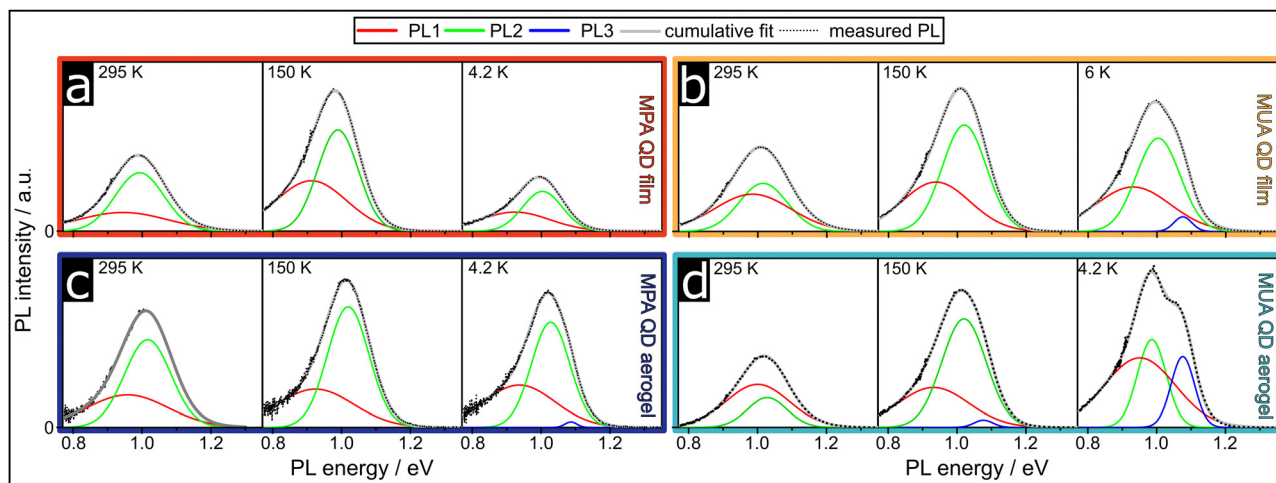 PL1 PL2 PL3 cumulative fit measured PL
a 295 K 150 K 4.2 K MPA QD film
b 295 K 150 K 6 K MUA QD film
0
c 295 K 150 K 4.2 K MPA QD aerogel
d 295 K 150 K 4.2 K MUA QD aerogel
0
PL intensity / a.u.
0.8 1.0 1.2 0.8 1.0 1.2 0.8 1.0 1.2 0.8 1.0 1.2 0.8 1.0 1.2 0.8 1.0 1.2
PL energy / eV PL energy / eV